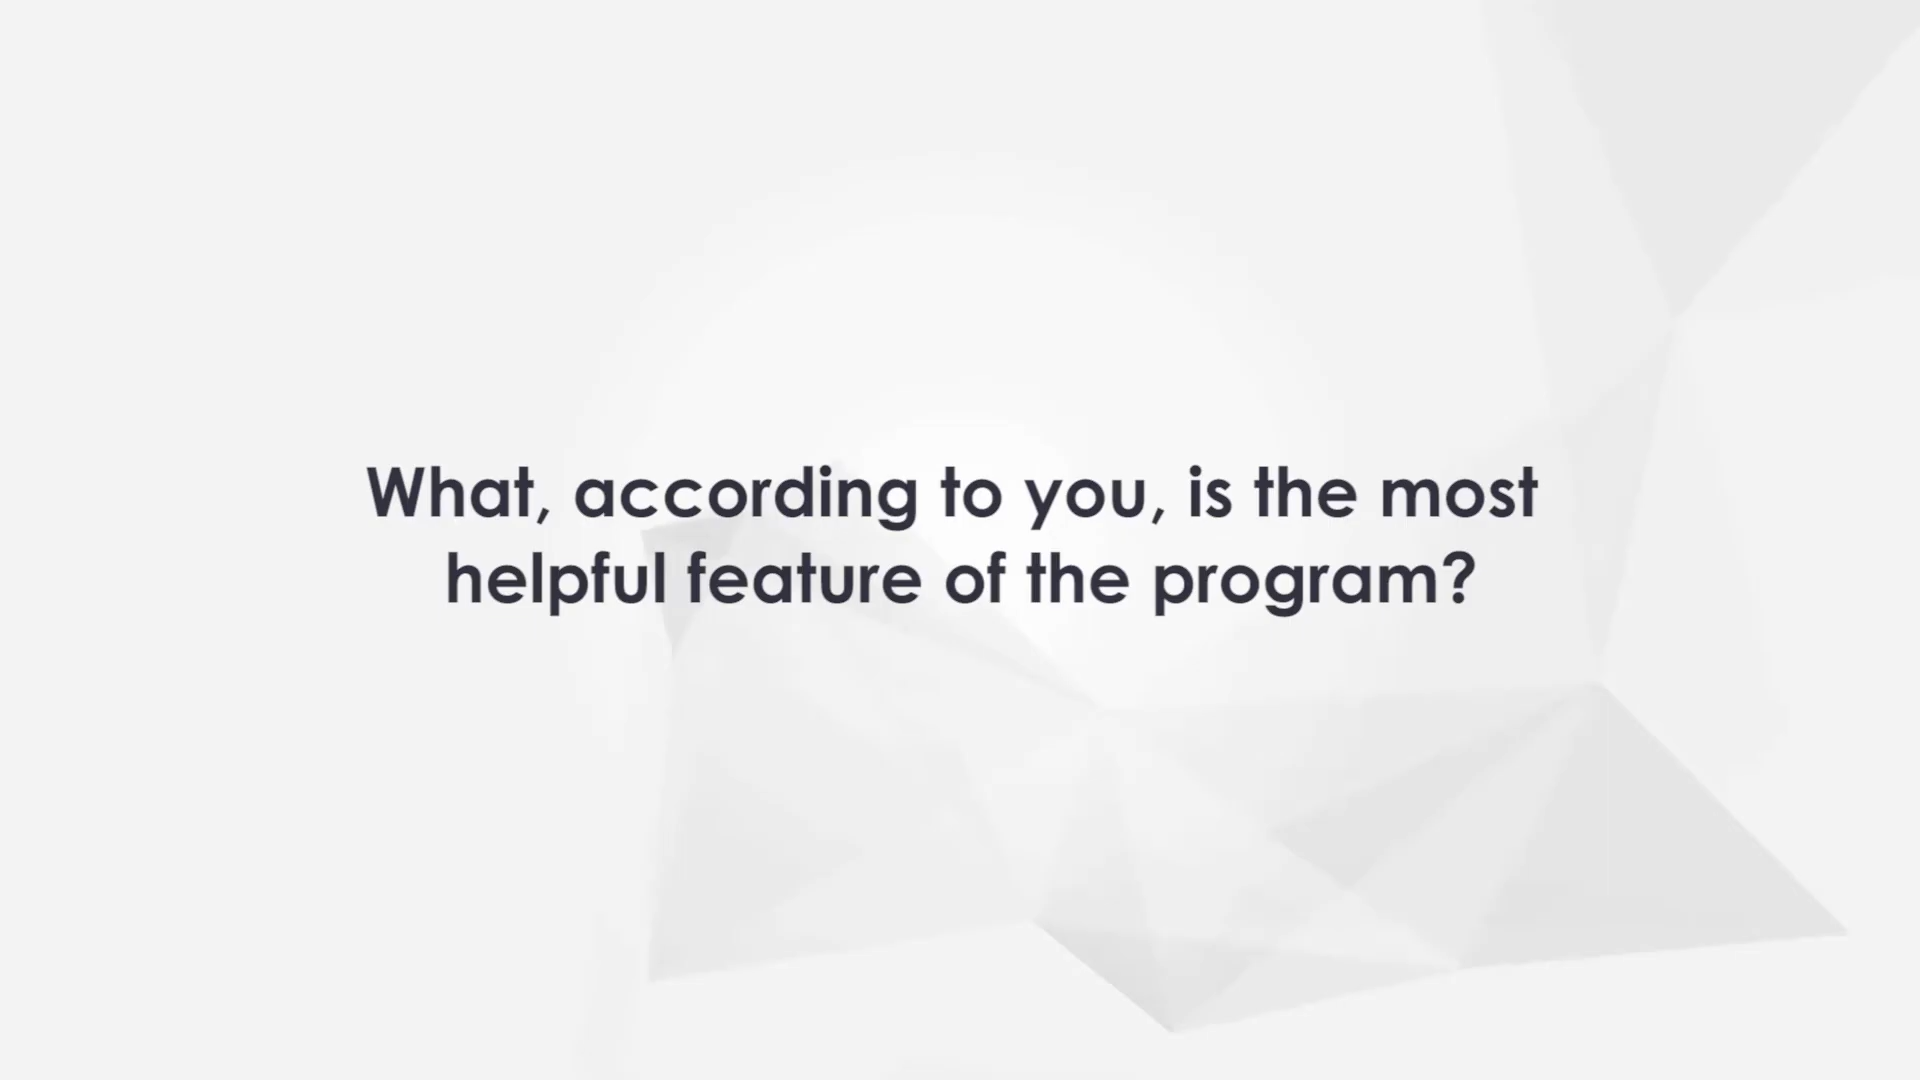 What, according to you, is the most
helpful feature of the program?